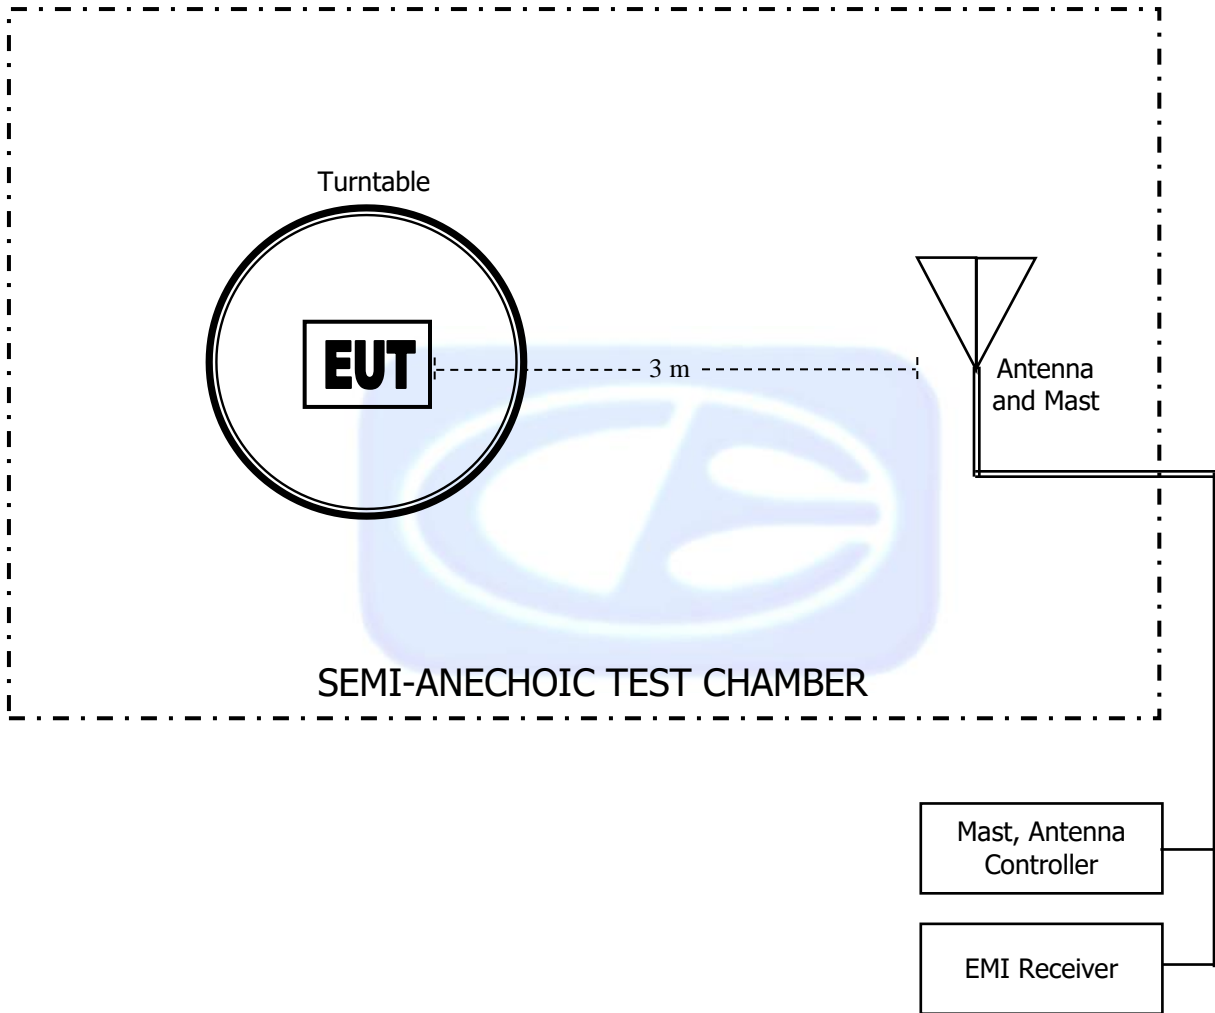 Turntable
EUT
3 m
Antenna
and Mast
SEMI-ANECHOIC TEST CHAMBER
Mast, Antenna
Controller
EMI Receiver